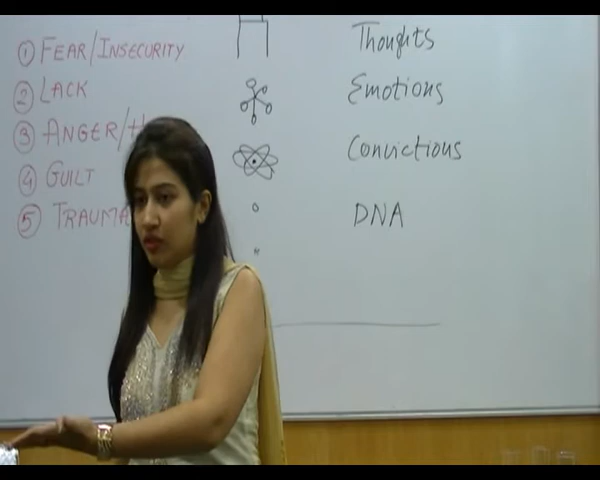 ① FEAR/INSECURITY
② LACK
③ ANGER/H
④ GUILT
⑤ TRAUMA
Thoughts
Emotions
Convictions
DNA